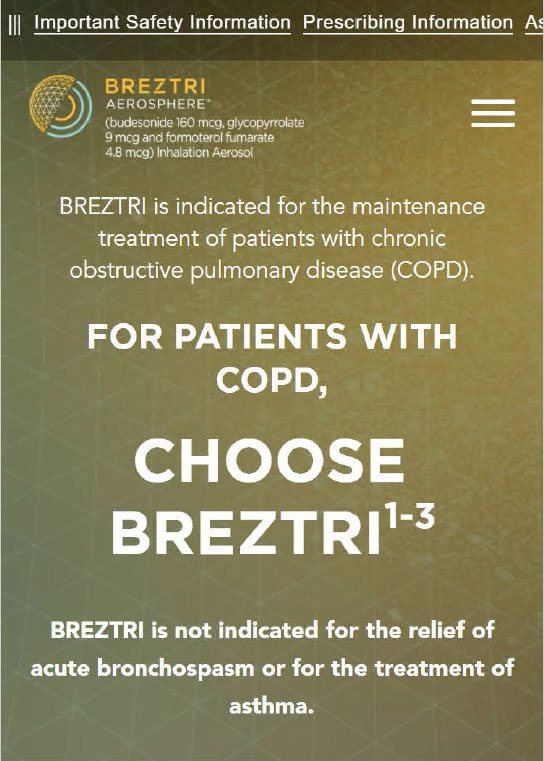 Important Safety Information Prescribing Information As
BREZTRI
AEROSPHERE™
(budesonide 160 mcg, glycopyrrolate
9 mcg and formoterol fumarate
4.8 mcg) Inhalation Aerosol
BREZTRI is indicated for the maintenance
treatment of patients with chronic
obstructive pulmonary disease (COPD).
FOR PATIENTS WITH
COPD,
CHOOSE
BREZTRI¹⁻³
BREZTRI is not indicated for the relief of
acute bronchospasm or for the treatment of
asthma.